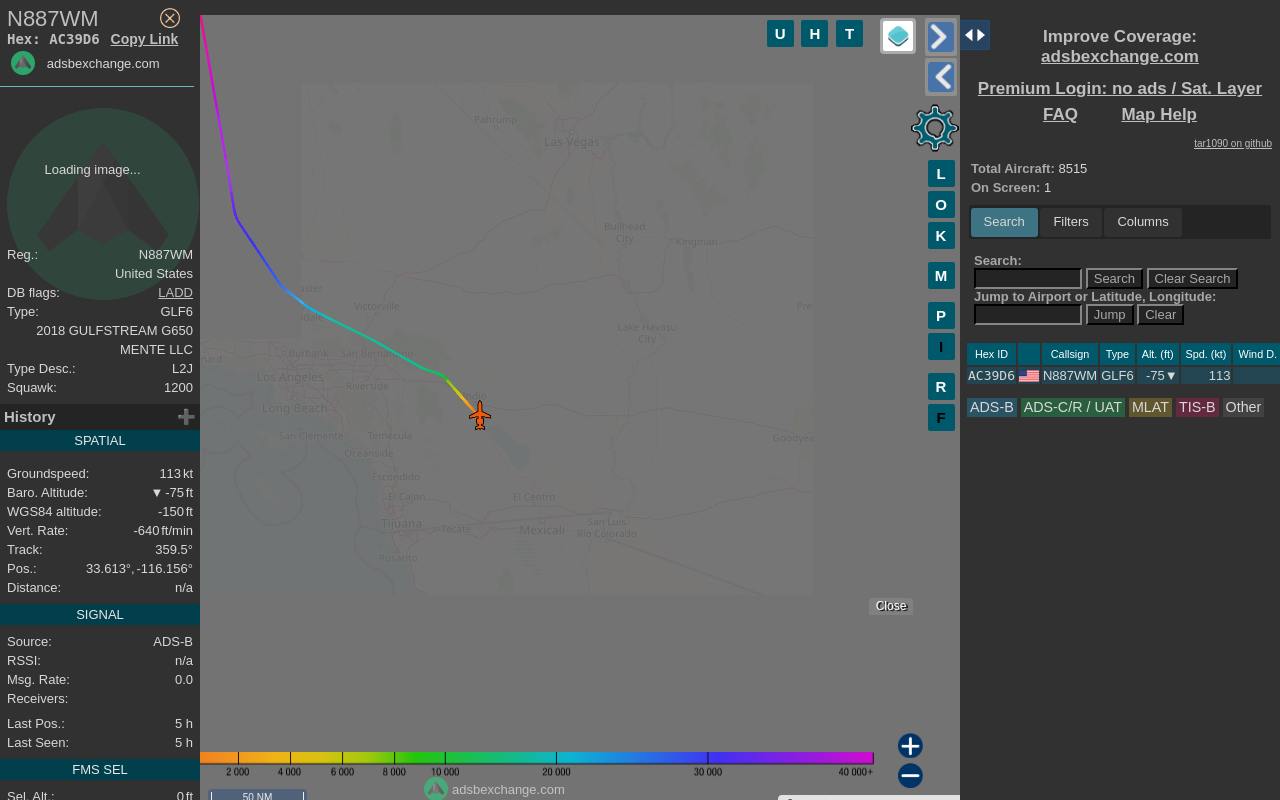 N887WM
Hex: AC39D6 Copy Link
adsbexchange.com
Loading image...
Reg.: N887WM
United States
DB flags: LADD
Type: GLF6
2018 GULFSTREAM G650
MENTE LLC
Type Desc.: L2J
Squawk: 1200
History
SPATIAL
Groundspeed: 113 kt
Baro. Altitude: ▼ -75 ft
WGS84 altitude: -150 ft
Vert. Rate: -640 ft/min
Track: 359.5°
Pos.: 33.613°, -116.156°
Distance: n/a
SIGNAL
Source: ADS-B
RSSI: n/a
Msg. Rate: 0.0
Receivers:
Last Pos.: 5 h
Last Seen: 5 h
FMS SEL
Sel. Alt.: 0 ft
U H T
L
O
K
M
P
I
R
F
Pahrump
Las Vegas
Bullhead
City
Kingman
Victorville
Lake Havasu
City
Burbank San Bernardino
Los Angeles
Riverside
Long Beach
San Clemente Temecula
Oceanside
Escondido
El Cajon El Centro
Tijuana Tecate Mexicali San Luis
Río Colorado
Rosarito
Goodyea
Close
2 000 4 000 6 000 8 000 10 000 20 000 30 000 40 000+
50 NM
adsbexchange.com
Improve Coverage:
adsbexchange.com
Premium Login: no ads / Sat. Layer
FAQ Map Help
tar1090 on github
Total Aircraft: 8515
On Screen: 1
Search Filters Columns
Search:
Search Clear Search
Jump to Airport or Latitude, Longitude:
Jump Clear
Hex ID Callsign Type Alt. (ft) Spd. (kt) Wind D.
AC39D6 N887WM GLF6 -75▼ 113
ADS-B ADS-C/R / UAT MLAT TIS-B Other